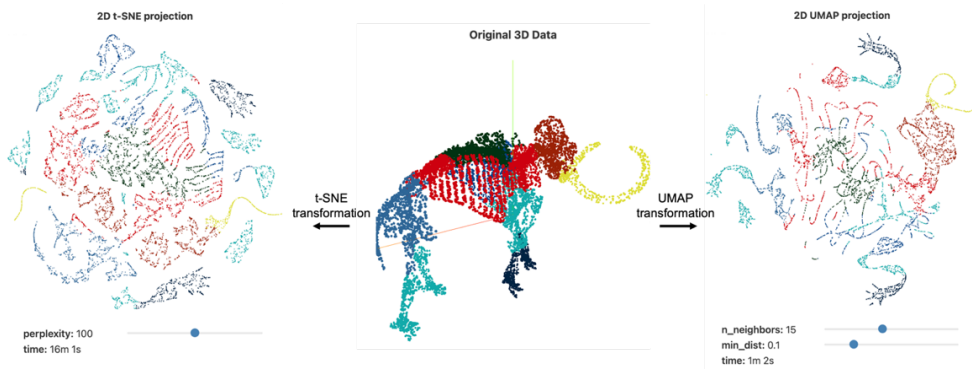 2D t-SNE projection
Original 3D Data
2D UMAP projection
t-SNE
transformation
UMAP
transformation
perplexity: 100
time: 16m 1s
n_neighbors: 15
min_dist: 0.1
time: 1m 2s